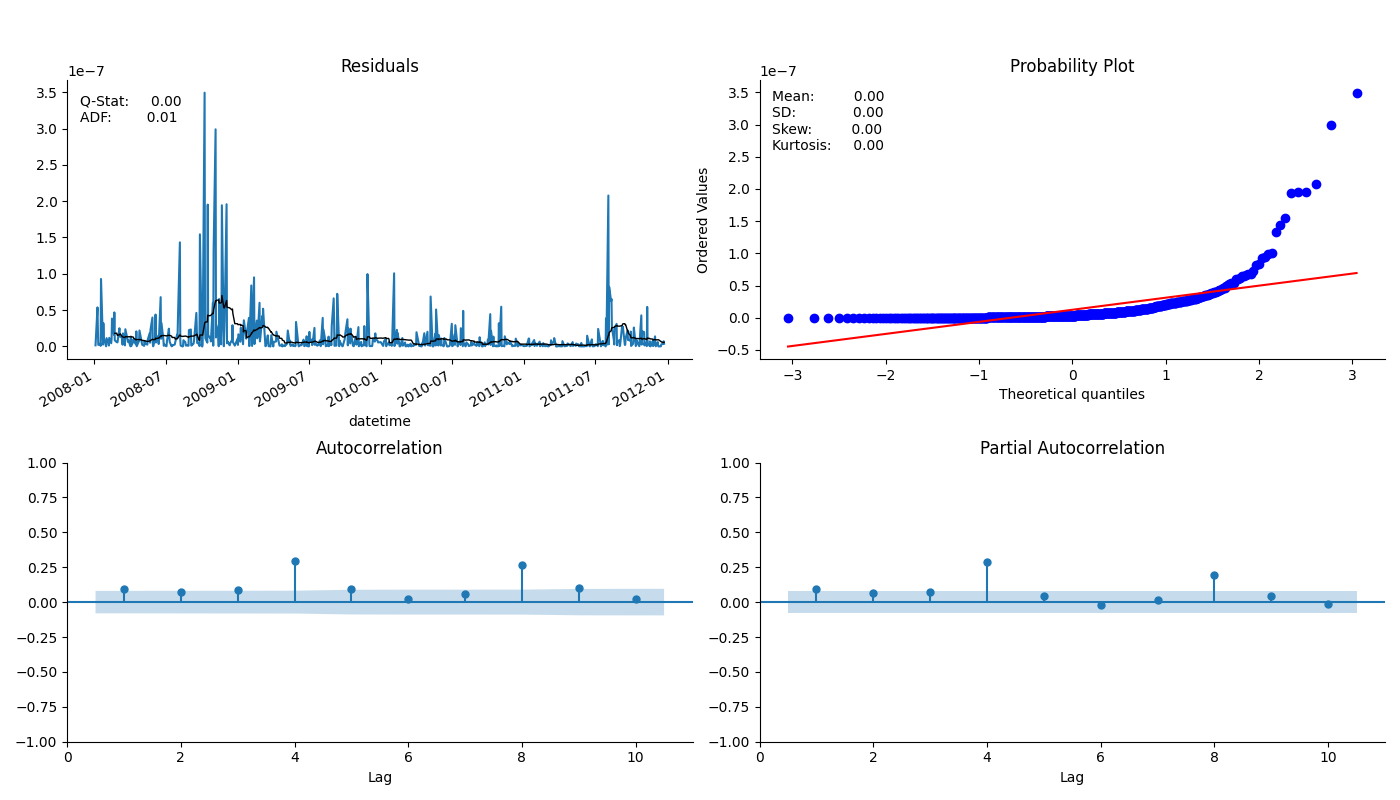 Residuals
1e−7
Q-Stat: 0.00
ADF: 0.01
3.5
3.0
2.5
2.0
1.5
1.0
0.5
0.0
2008-01
2008-07
2009-01
2009-07
2010-01
2010-07
2011-01
2011-07
2012-01
datetime
Probability Plot
1e−7
Mean: 0.00
SD: 0.00
Skew: 0.00
Kurtosis: 0.00
Ordered Values
3.5
3.0
2.5
2.0
1.5
1.0
0.5
0.0
−0.5
−3 −2 −1 0 1 2 3
Theoretical quantiles
Autocorrelation
1.00
0.75
0.50
0.25
0.00
−0.25
−0.50
−0.75
−1.00
0 2 4 6 8 10
Lag
Partial Autocorrelation
1.00
0.75
0.50
0.25
0.00
−0.25
−0.50
−0.75
−1.00
0 2 4 6 8 10
Lag